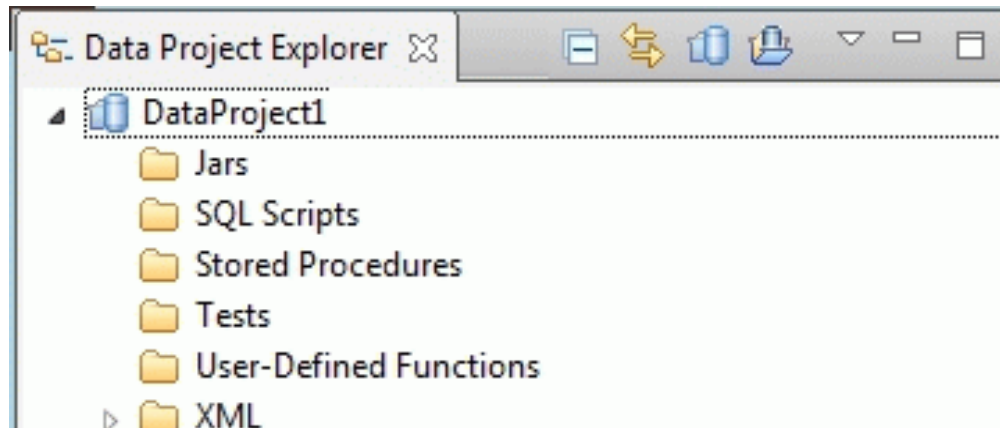 Data Project Explorer
DataProject1
Jars
SQL Scripts
Stored Procedures
Tests
User-Defined Functions
XML